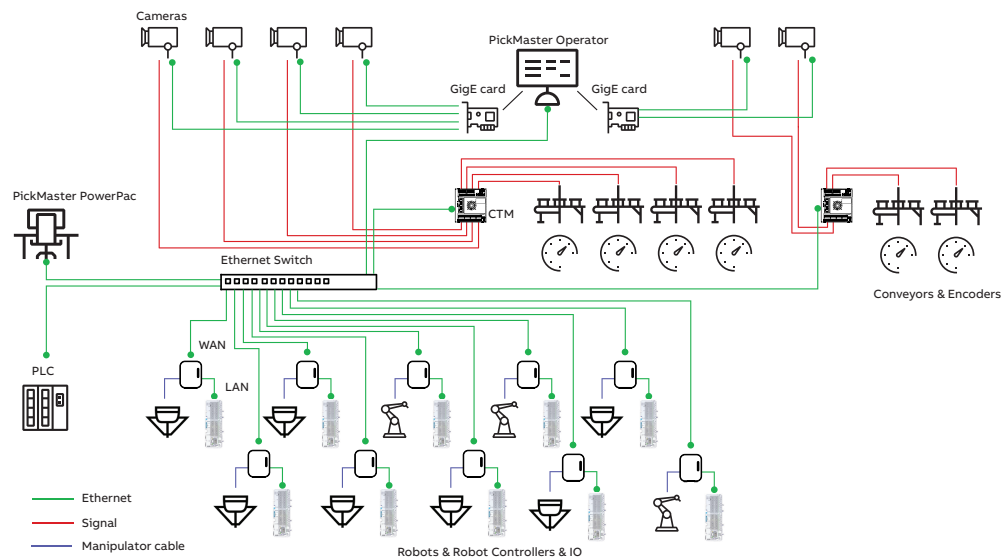 Cameras
PickMaster Operator
GigE card
GigE card
PickMaster PowerPac
CTM
Ethernet Switch
Conveyors & Encoders
WAN
PLC
LAN
Ethernet
Signal
Manipulator cable
Robots & Robot Controllers & IO